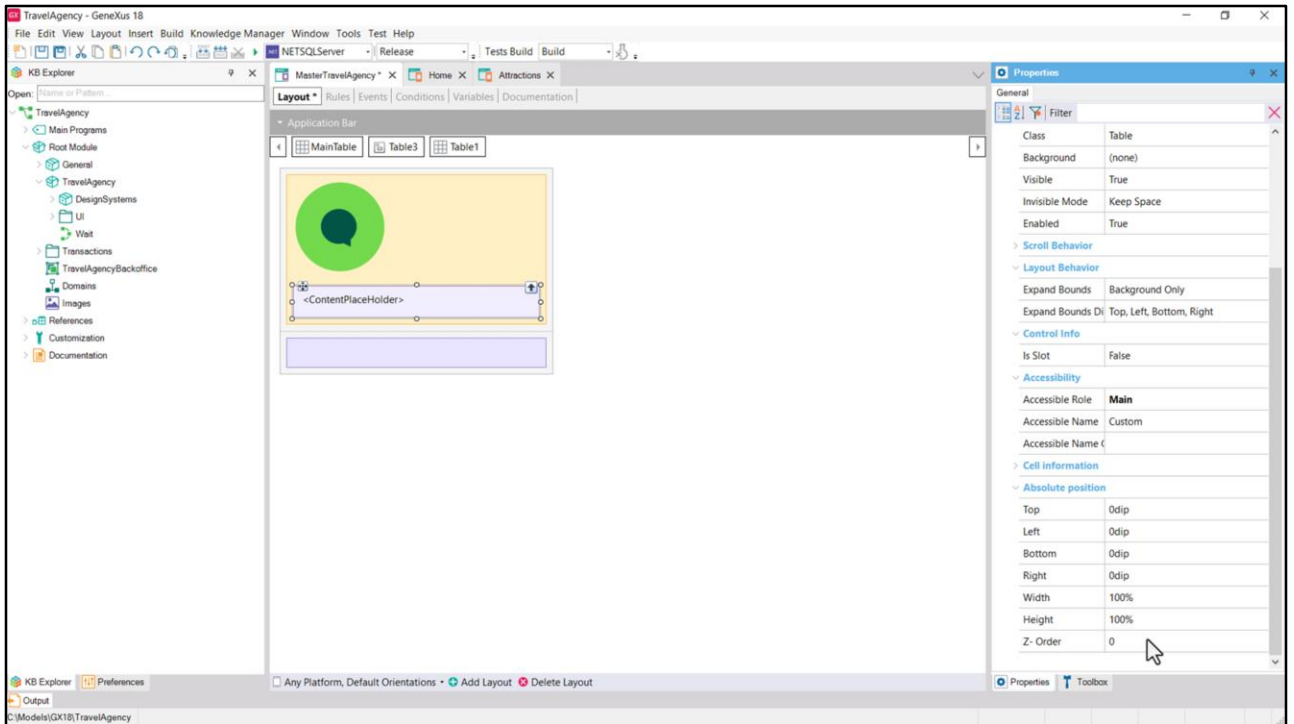 TravelAgency - GeneXus 18
File Edit View Layout Insert Build Knowledge Manager Window Tools Test Help
NETSQLServer Release Tests Build Build
KB Explorer
Open: Name or Pattern...
TravelAgency
Main Programs
Root Module
General
TravelAgency
DesignSystems
UI
Wait
Transactions
TravelAgencyBackoffice
Domains
Images
References
Customization
Documentation
KB Explorer Preferences
Output
C:\Models\GX18\TravelAgency
MasterTravelAgency * X Home X Attractions X
Layout * Rules Events Conditions Variables Documentation
Application Bar
MainTable Table3 Table1
<ContentPlaceHolder>
Any Platform, Default Orientations Add Layout Delete Layout
Properties
General
Filter
Class Table
Background (none)
Visible True
Invisible Mode Keep Space
Enabled True
Scroll Behavior
Layout Behavior
Expand Bounds Background Only
Expand Bounds Di Top, Left, Bottom, Right
Control Info
Is Slot False
Accessibility
Accessible Role Main
Accessible Name Custom
Accessible Name
Cell information
Absolute position
Top 0dip
Left 0dip
Bottom 0dip
Right 0dip
Width 100%
Height 100%
Z- Order 0
Properties Toolbox